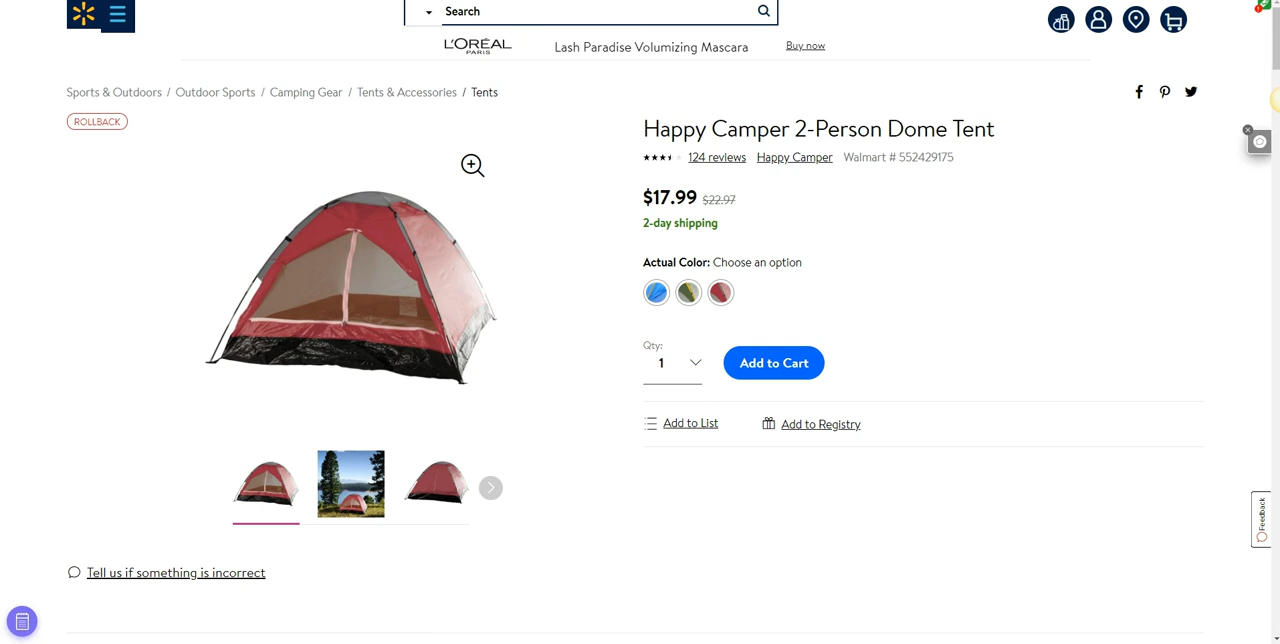 Search
L'ORÉAL
PARIS
Lash Paradise Volumizing Mascara
Buy now
Sports & Outdoors / Outdoor Sports / Camping Gear / Tents & Accessories / Tents
ROLLBACK
Happy Camper 2-Person Dome Tent
124 reviews Happy Camper Walmart # 552429175
$17.99 $22.97
2-day shipping
Actual Color: Choose an option
Qty:
1
Add to Cart
Add to List
Add to Registry
Feedback
Tell us if something is incorrect